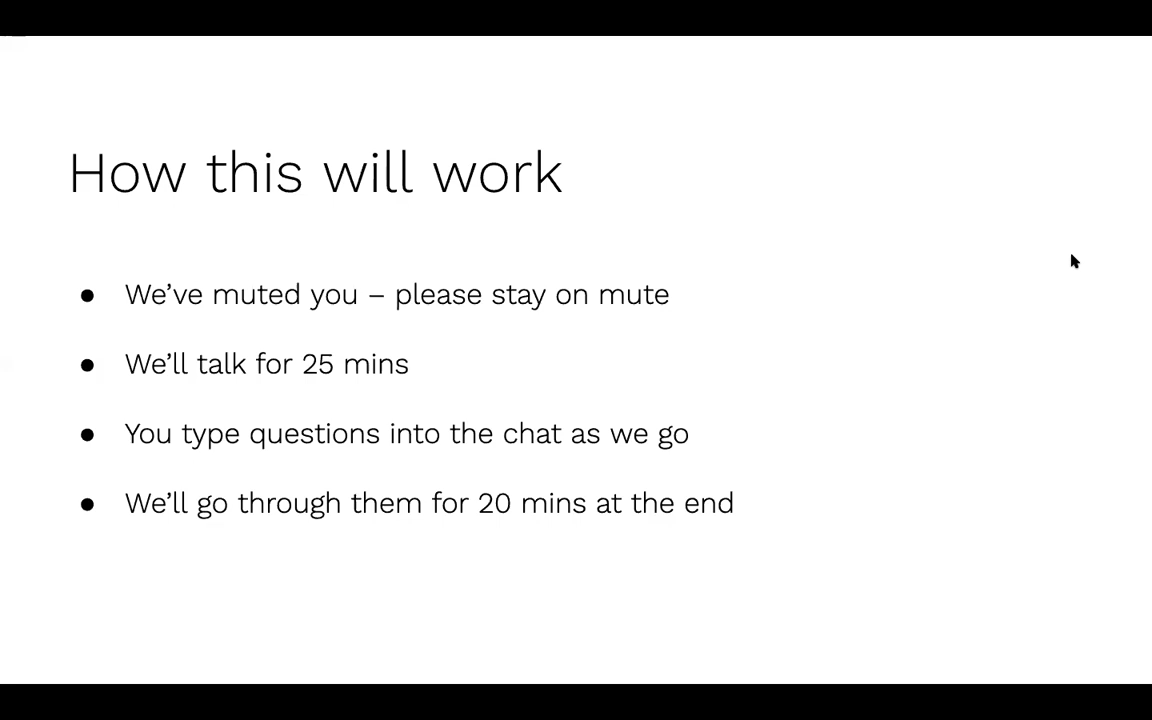 How this will work
● We’ve muted you – please stay on mute
● We’ll talk for 25 mins
● You type questions into the chat as we go
● We’ll go through them for 20 mins at the end